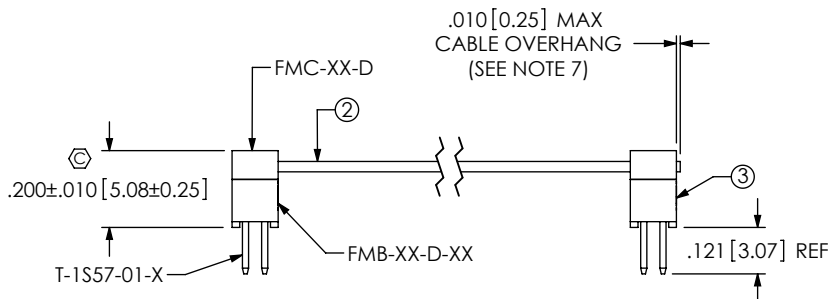 .010 [0.25] MAX
CABLE OVERHANG
(SEE NOTE 7)
FMC-XX-D
2
C
.200±.010 [5.08±0.25]
3
FMB-XX-D-XX
.121 [3.07] REF
T-1S57-01-X